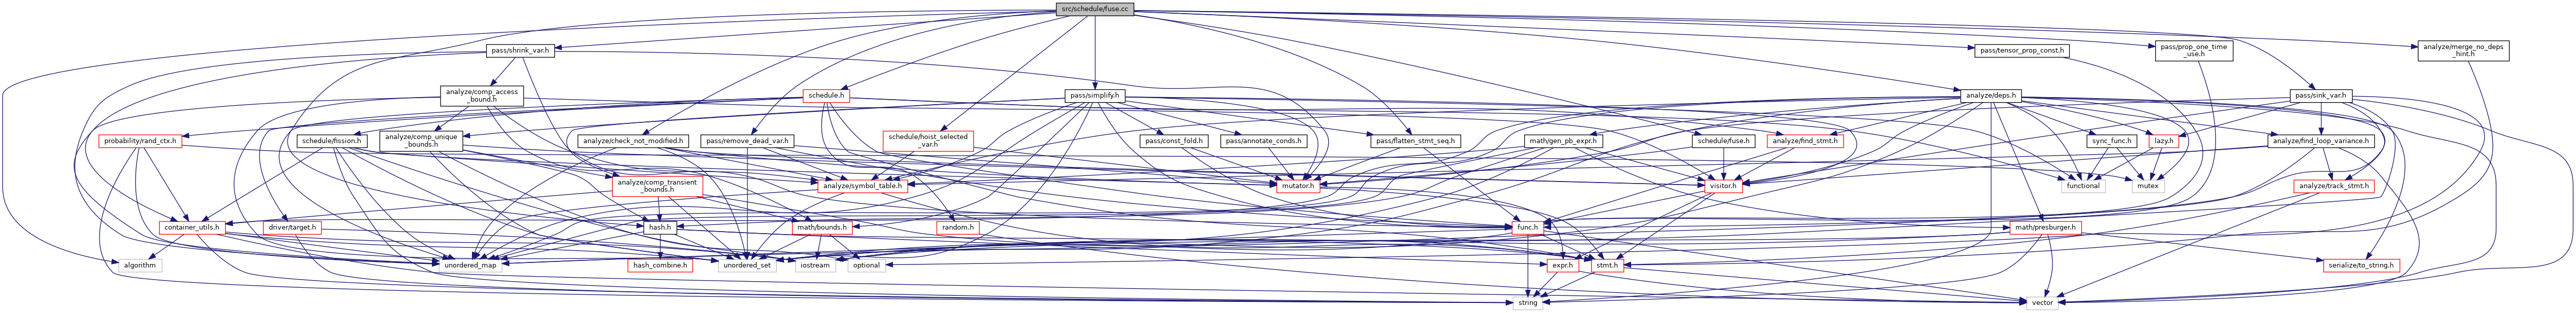 src/schedule/fuse.cc
pass/shrink_var.h
pass/tensor_prop_const.h
pass/prop_one_time
_use.h
analyze/merge_no_deps
_hint.h
analyze/comp_access
_bound.h
schedule.h
pass/simplify.h
analyze/deps.h
pass/sink_var.h
probability/rand_ctx.h
schedule/fission.h
analyze/comp_unique
_bounds.h
analyze/check_not_modified.h
pass/remove_dead_var.h
schedule/hoist_selected
_var.h
pass/const_fold.h
pass/annotate_conds.h
pass/flatten_stmt_seq.h
math/gen_pb_expr.h
analyze/find_stmt.h
schedule/fuse.h
sync_func.h
lazy.h
analyze/find_loop_variance.h
analyze/comp_transient
_bounds.h
analyze/symbol_table.h
mutator.h
visitor.h
functional
mutex
analyze/track_stmt.h
container_utils.h
driver/target.h
hash.h
math/bounds.h
random.h
func.h
math/presburger.h
algorithm
unordered_map
hash_combine.h
unordered_set
iostream
optional
expr.h
stmt.h
serialize/to_string.h
string
vector